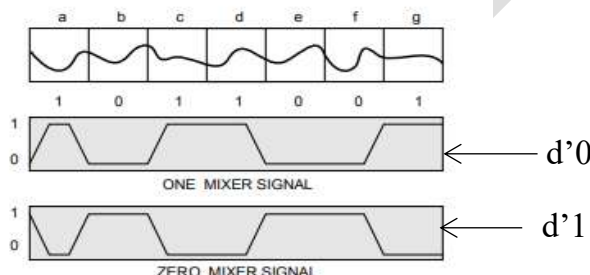 a b c d e f g
1 0 1 1 0 0 1
1
0
d'0
ONE MIXER SIGNAL
1
0
d'1
ZERO MIXER SIGNAL